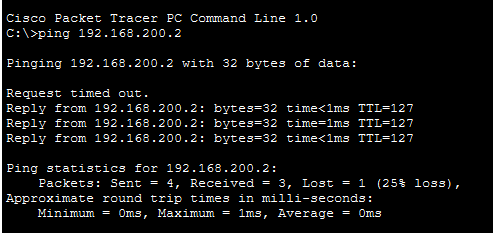 Cisco Packet Tracer PC Command Line 1.0
C:\>ping 192.168.200.2
Pinging 192.168.200.2 with 32 bytes of data:
Request timed out.
Reply from 192.168.200.2: bytes=32 time<1ms TTL=127
Reply from 192.168.200.2: bytes=32 time=1ms TTL=127
Reply from 192.168.200.2: bytes=32 time<1ms TTL=127
Ping statistics for 192.168.200.2:
Packets: Sent = 4, Received = 3, Lost = 1 (25% loss),
Approximate round trip times in milli-seconds:
Minimum = 0ms, Maximum = 1ms, Average = 0ms